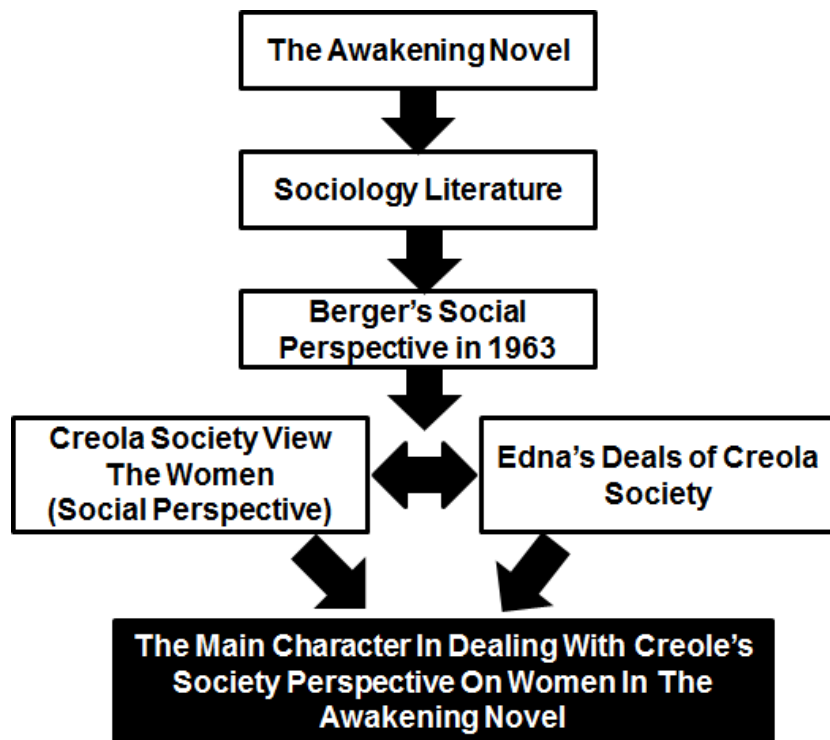 The Awakening Novel
Sociology Literature
Berger's Social
Perspective in 1963
Creola Society View
The Women
(Social Perspective)
Edna's Deals of Creola
Society
The Main Character In Dealing With Creole's
Society Perspective On Women In The
Awakening Novel